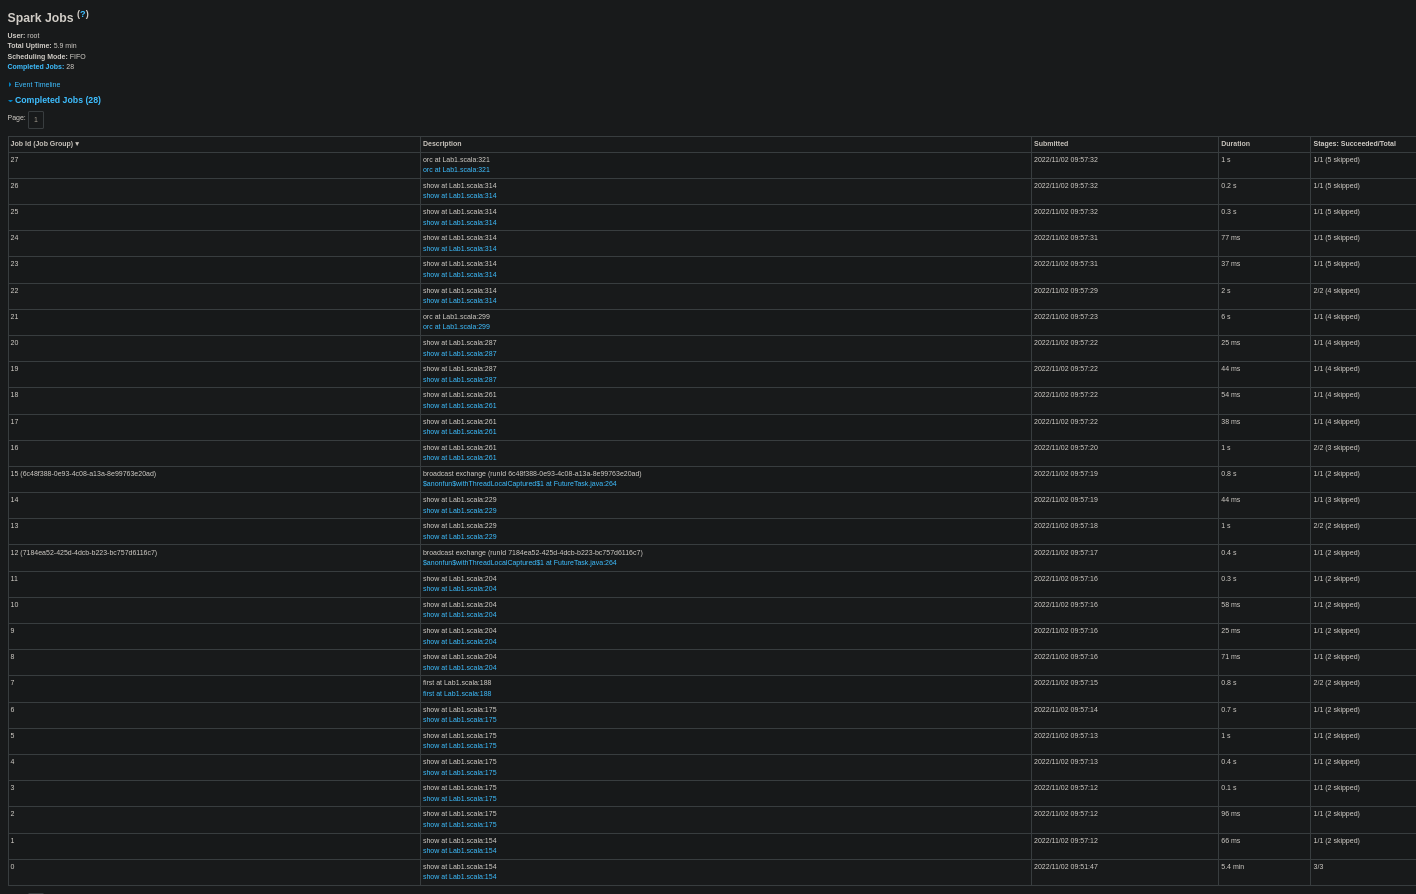 Spark Jobs (?)
User: root
Total Uptime: 5.9 min
Scheduling Mode: FIFO
Completed Jobs: 28
Event Timeline
Completed Jobs (28)
Page: 1
Job Id (Job Group) ▾ Description Submitted Duration Stages: Succeeded/Total
27 orc at Lab1.scala:321 2022/11/02 09:57:32 1 s 1/1 (5 skipped)
orc at Lab1.scala:321
26 show at Lab1.scala:314 2022/11/02 09:57:32 0.2 s 1/1 (5 skipped)
show at Lab1.scala:314
25 show at Lab1.scala:314 2022/11/02 09:57:32 0.3 s 1/1 (5 skipped)
show at Lab1.scala:314
24 show at Lab1.scala:314 2022/11/02 09:57:31 77 ms 1/1 (5 skipped)
show at Lab1.scala:314
23 show at Lab1.scala:314 2022/11/02 09:57:31 37 ms 1/1 (5 skipped)
show at Lab1.scala:314
22 show at Lab1.scala:314 2022/11/02 09:57:29 2 s 2/2 (4 skipped)
show at Lab1.scala:314
21 orc at Lab1.scala:299 2022/11/02 09:57:23 6 s 1/1 (4 skipped)
orc at Lab1.scala:299
20 show at Lab1.scala:287 2022/11/02 09:57:22 25 ms 1/1 (4 skipped)
show at Lab1.scala:287
19 show at Lab1.scala:287 2022/11/02 09:57:22 44 ms 1/1 (4 skipped)
show at Lab1.scala:287
18 show at Lab1.scala:261 2022/11/02 09:57:22 54 ms 1/1 (4 skipped)
show at Lab1.scala:261
17 show at Lab1.scala:261 2022/11/02 09:57:22 38 ms 1/1 (4 skipped)
show at Lab1.scala:261
16 show at Lab1.scala:261 2022/11/02 09:57:20 1 s 2/2 (3 skipped)
show at Lab1.scala:261
15 (6c48f388-0e93-4c08-a13a-8e99763e20ad) broadcast exchange (runId 6c48f388-0e93-4c08-a13a-8e99763e20ad) 2022/11/02 09:57:19 0.8 s 1/1 (2 skipped)
$anonfun$withThreadLocalCaptured$1 at FutureTask.java:264
14 show at Lab1.scala:229 2022/11/02 09:57:19 44 ms 1/1 (3 skipped)
show at Lab1.scala:229
13 show at Lab1.scala:229 2022/11/02 09:57:18 1 s 2/2 (2 skipped)
show at Lab1.scala:229
12 (7184ea52-425d-4dcb-b223-bc757d6116c7) broadcast exchange (runId 7184ea52-425d-4dcb-b223-bc757d6116c7) 2022/11/02 09:57:17 0.4 s 1/1 (2 skipped)
$anonfun$withThreadLocalCaptured$1 at FutureTask.java:264
11 show at Lab1.scala:204 2022/11/02 09:57:16 0.3 s 1/1 (2 skipped)
show at Lab1.scala:204
10 show at Lab1.scala:204 2022/11/02 09:57:16 58 ms 1/1 (2 skipped)
show at Lab1.scala:204
9 show at Lab1.scala:204 2022/11/02 09:57:16 25 ms 1/1 (2 skipped)
show at Lab1.scala:204
8 show at Lab1.scala:204 2022/11/02 09:57:16 71 ms 1/1 (2 skipped)
show at Lab1.scala:204
7 first at Lab1.scala:188 2022/11/02 09:57:15 0.8 s 2/2 (2 skipped)
first at Lab1.scala:188
6 show at Lab1.scala:175 2022/11/02 09:57:14 0.7 s 1/1 (2 skipped)
show at Lab1.scala:175
5 show at Lab1.scala:175 2022/11/02 09:57:13 1 s 1/1 (2 skipped)
show at Lab1.scala:175
4 show at Lab1.scala:175 2022/11/02 09:57:13 0.4 s 1/1 (2 skipped)
show at Lab1.scala:175
3 show at Lab1.scala:175 2022/11/02 09:57:12 0.1 s 1/1 (2 skipped)
show at Lab1.scala:175
2 show at Lab1.scala:175 2022/11/02 09:57:12 96 ms 1/1 (2 skipped)
show at Lab1.scala:175
1 show at Lab1.scala:154 2022/11/02 09:57:12 66 ms 1/1 (2 skipped)
show at Lab1.scala:154
0 show at Lab1.scala:154 2022/11/02 09:51:47 5.4 min 3/3
show at Lab1.scala:154